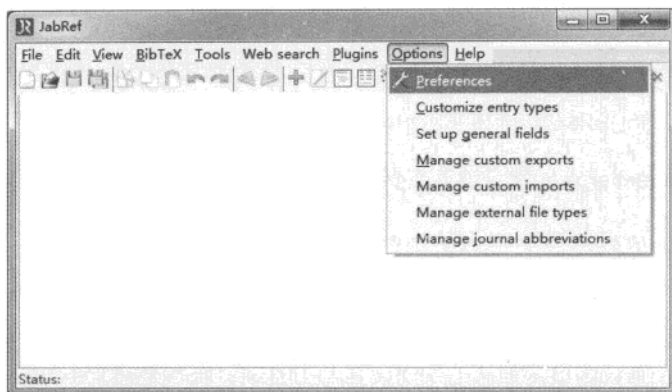 JR JabRef
File Edit View BibTeX Tools Web search Plugins Options Help
Preferences
Customize entry types
Set up general fields
Manage custom exports
Manage custom imports
Manage external file types
Manage journal abbreviations
Status: